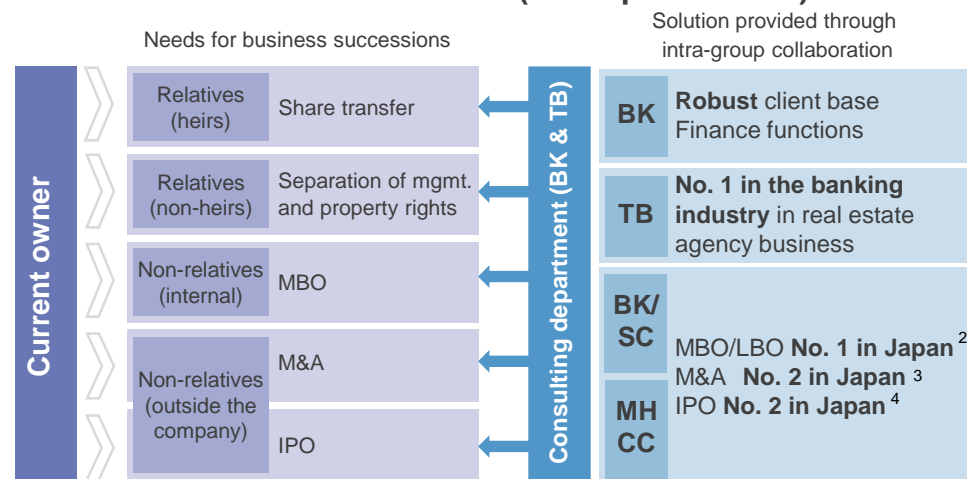 Needs for business successions
Solution provided through
intra-group collaboration
Current owner
Relatives
(heirs)
Share transfer
Relatives
(non-heirs)
Separation of mgmt.
and property rights
Non-relatives
(internal)
MBO
Non-relatives
(outside the
company)
M&A
IPO
Consulting department (BK & TB)
BK
Robust client base
Finance functions
TB
No. 1 in the banking
industry in real estate
agency business
BK/
SC
MH
CC
MBO/LBO No. 1 in Japan 2
M&A No. 2 in Japan 3
IPO No. 2 in Japan 4